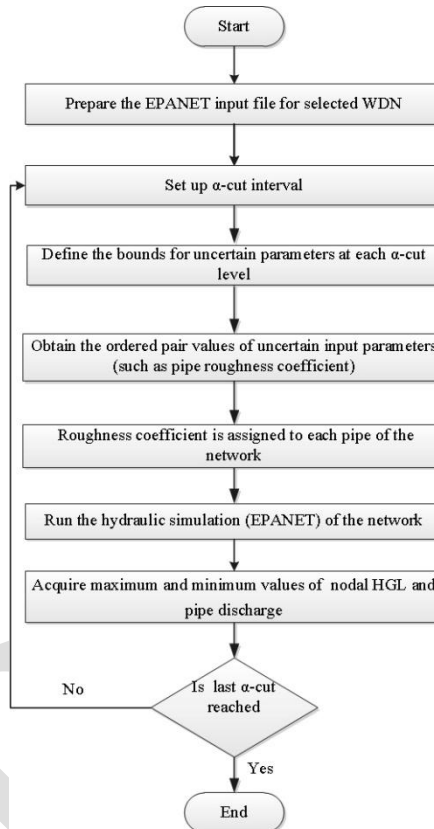 Start
Prepare the EPANET input file for selected WDN
Set up α-cut interval
Define the bounds for uncertain parameters at each α-cut
level
Obtain the ordered pair values of uncertain input parameters
(such as pipe roughness coefficient)
Roughness coefficient is assigned to each pipe of the
network
Run the hydraulic simulation (EPANET) of the network
Acquire maximum and minimum values of nodal HGL and
pipe discharge
Is last α-cut
reached
No
Yes
End